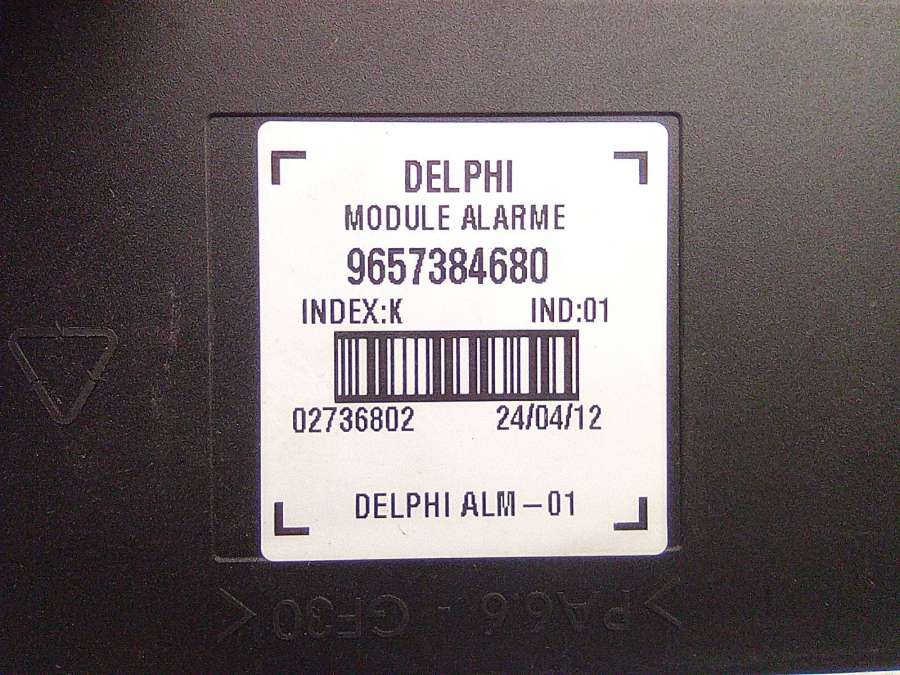 DELPHI
MODULE ALARME
9657384680
INDEX:K IND:01
02736802 24/04/12
DELPHI ALM-01
>PA6.6 - GF30<